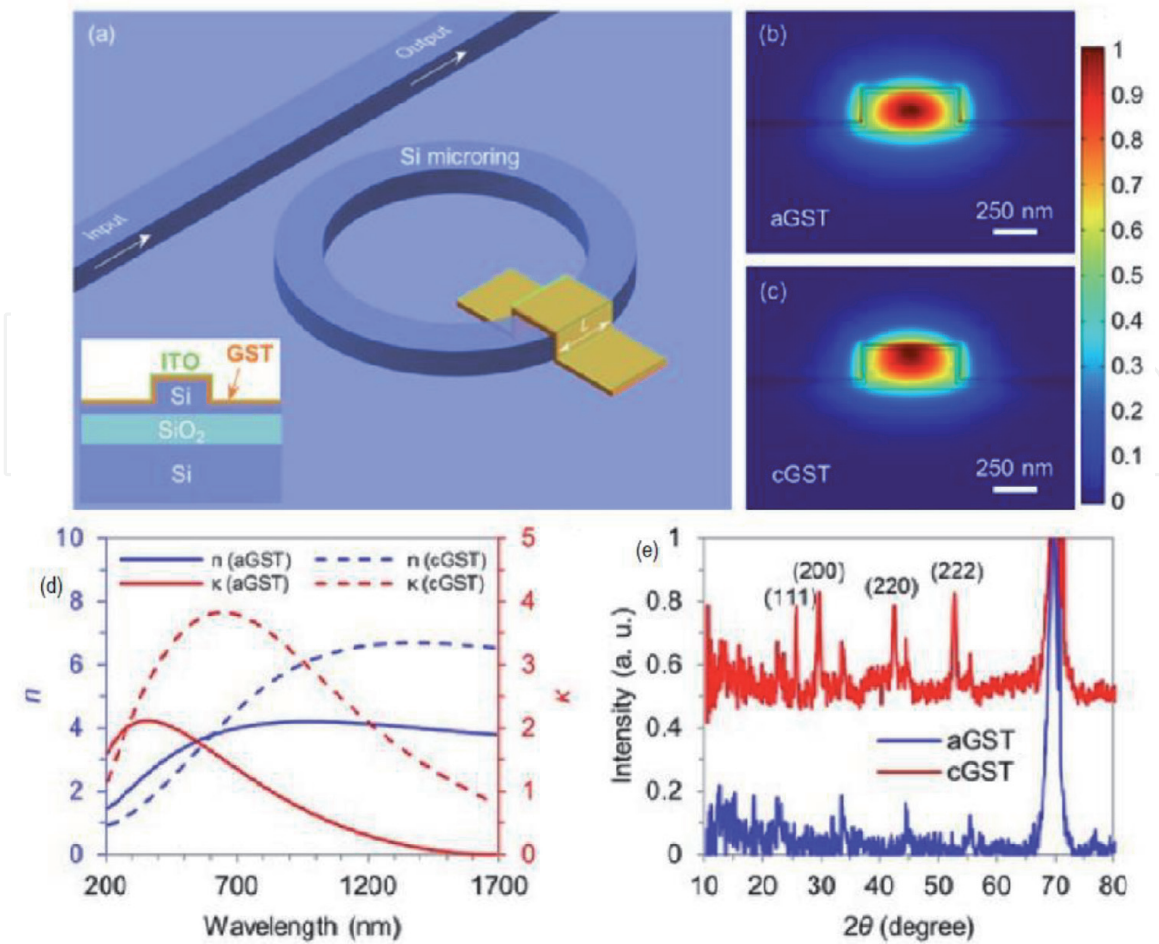 (a)
Output
Input
Si microring
L
ITO
GST
Si
SiO2
Si
(b)
aGST
250 nm
(c)
cGST
250 nm
1
0.9
0.8
0.7
0.6
0.5
0.4
0.3
0.2
0.1
0
(d)
n (aGST)
n (cGST)
κ (aGST)
κ (cGST)
10
8
6
4
2
0
n
5
4
3
2
1
0
κ
200
700
1200
1700
Wavelength (nm)
(e)
(111)
(200)
(220)
(222)
aGST
cGST
1
0.8
0.6
0.4
0.2
0
Intensity (a. u.)
10 20 30 40 50 60 70 80
2θ (degree)